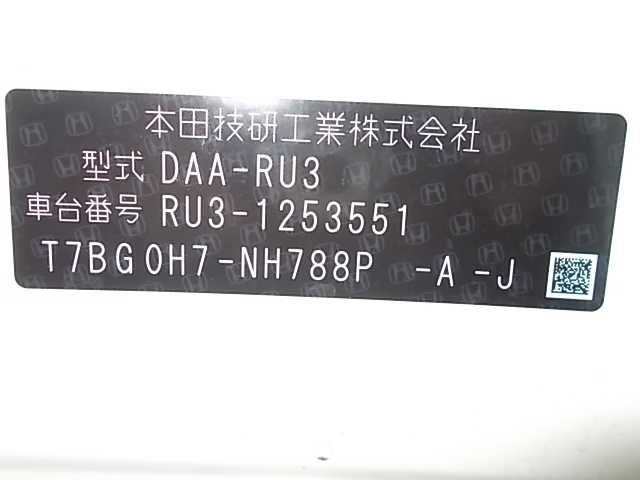 本田技研工業株式会社
型式 DAA-RU3
車台番号 RU3-1253551
T7BG0H7-NH788P -A -J